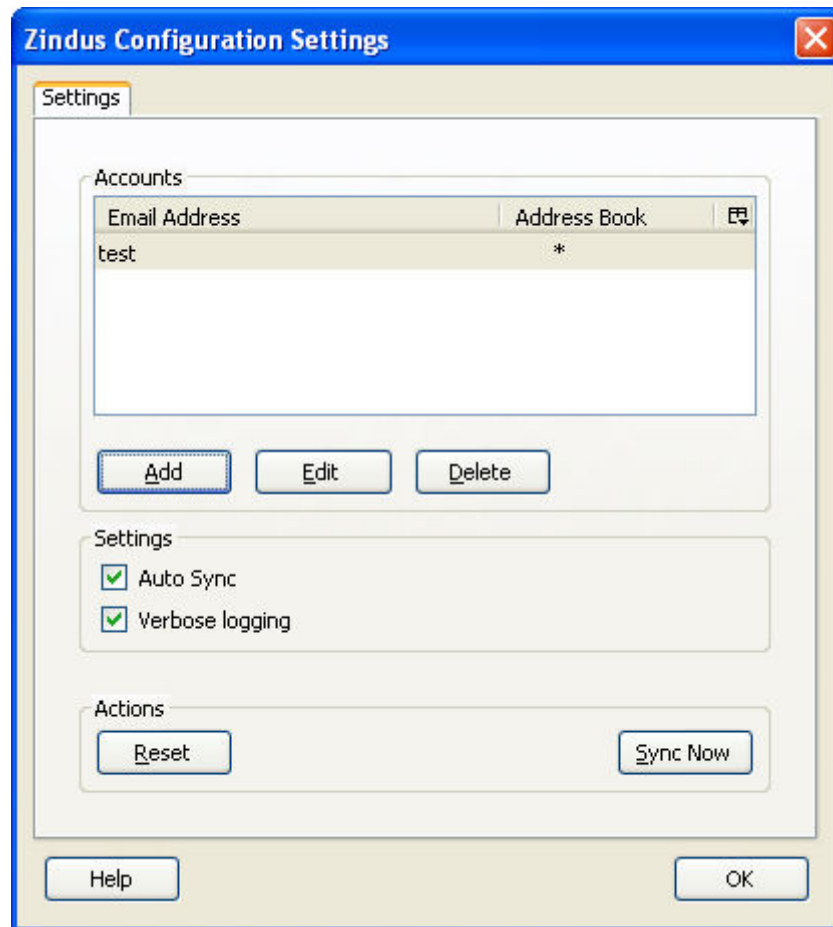 Zindus Configuration Settings
Settings
Accounts
Email Address Address Book
test *
Add Edit Delete
Settings
Auto Sync
Verbose logging
Actions
Reset Sync Now
Help OK